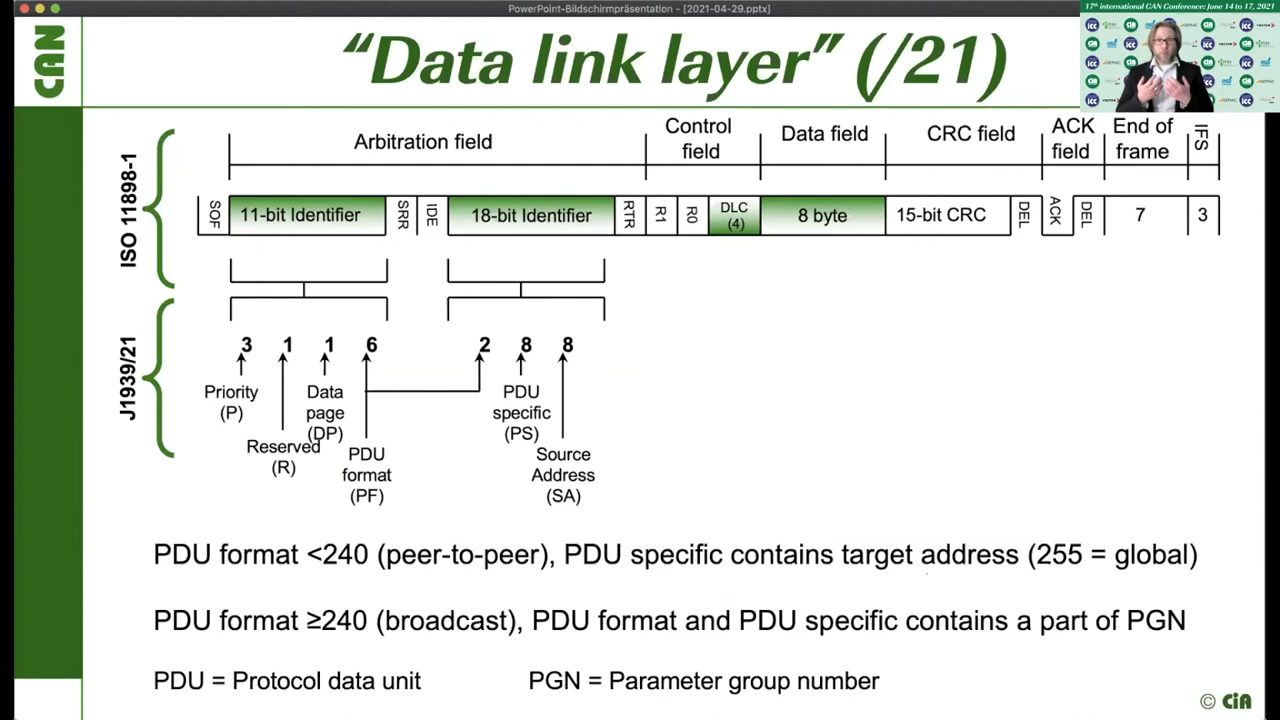 PowerPoint-Bildschirmpräsentation - [2021-04-29.pptx]
17th international CAN Conference: June 14 to 17, 2021
CAN
“Data link layer” (/21)
Arbitration field
Control
field
Data field
CRC field
ACK
field
End of
frame
IFS
ISO 11898-1
SOF
11-bit Identifier
SRR
IDE
18-bit Identifier
RTR
R1
R0
DLC
(4)
8 byte
15-bit CRC
DEL
ACK
DEL
7
3
J1939/21
3 1 1 6 2 8 8
Priority
(P)
Reserved
(R)
Data
page
(DP)
PDU
format
(PF)
PDU
specific
(PS)
Source
Address
(SA)
PDU format <240 (peer-to-peer), PDU specific contains target address (255 = global)
PDU format ≥240 (broadcast), PDU format and PDU specific contains a part of PGN
PDU = Protocol data unit
PGN = Parameter group number
© CiA